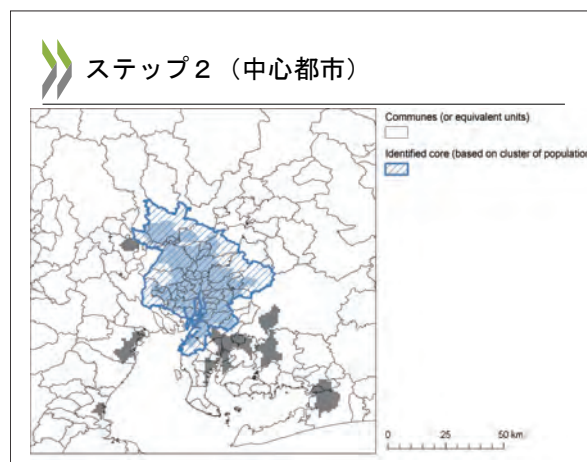 ステップ２（中心都市）
Communes (or equivalent units)
Identified core (based on cluster of population
0 25 50 km